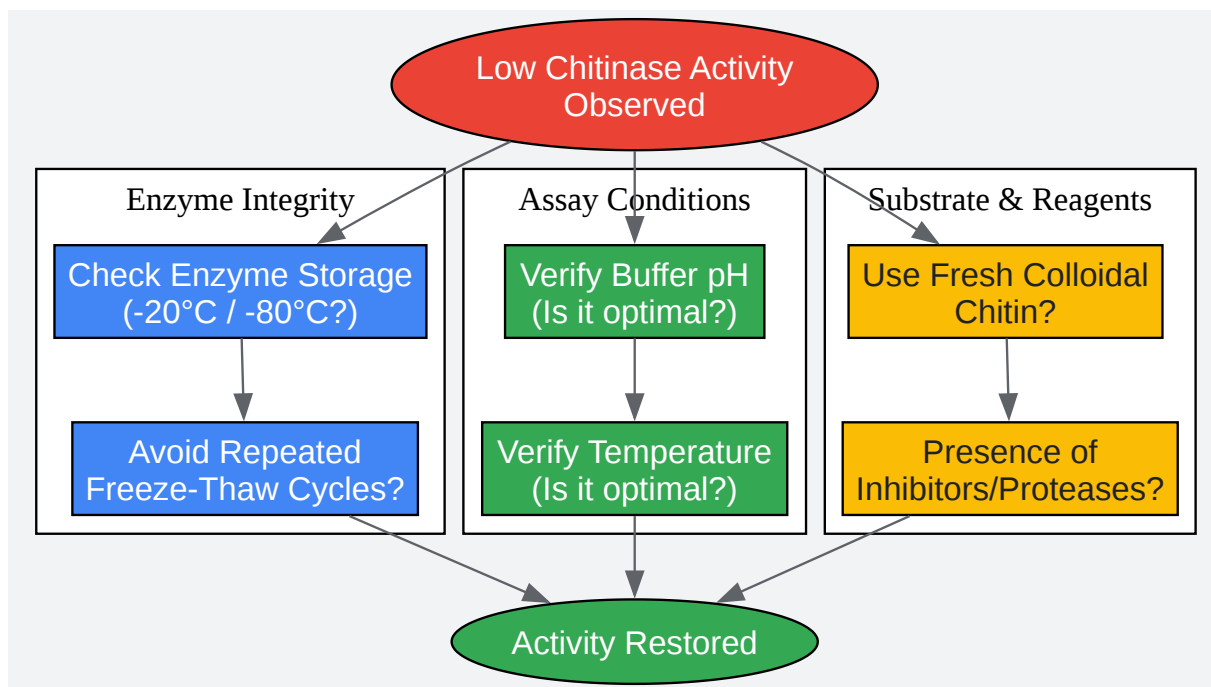 Low Chitinase Activity
Observed
Enzyme Integrity
Check Enzyme Storage
(-20°C / -80°C?)
Avoid Repeated
Freeze-Thaw Cycles?
Assay Conditions
Verify Buffer pH
(Is it optimal?)
Verify Temperature
(Is it optimal?)
Substrate & Reagents
Use Fresh Colloidal
Chitin?
Presence of
Inhibitors/Proteases?
Activity Restored